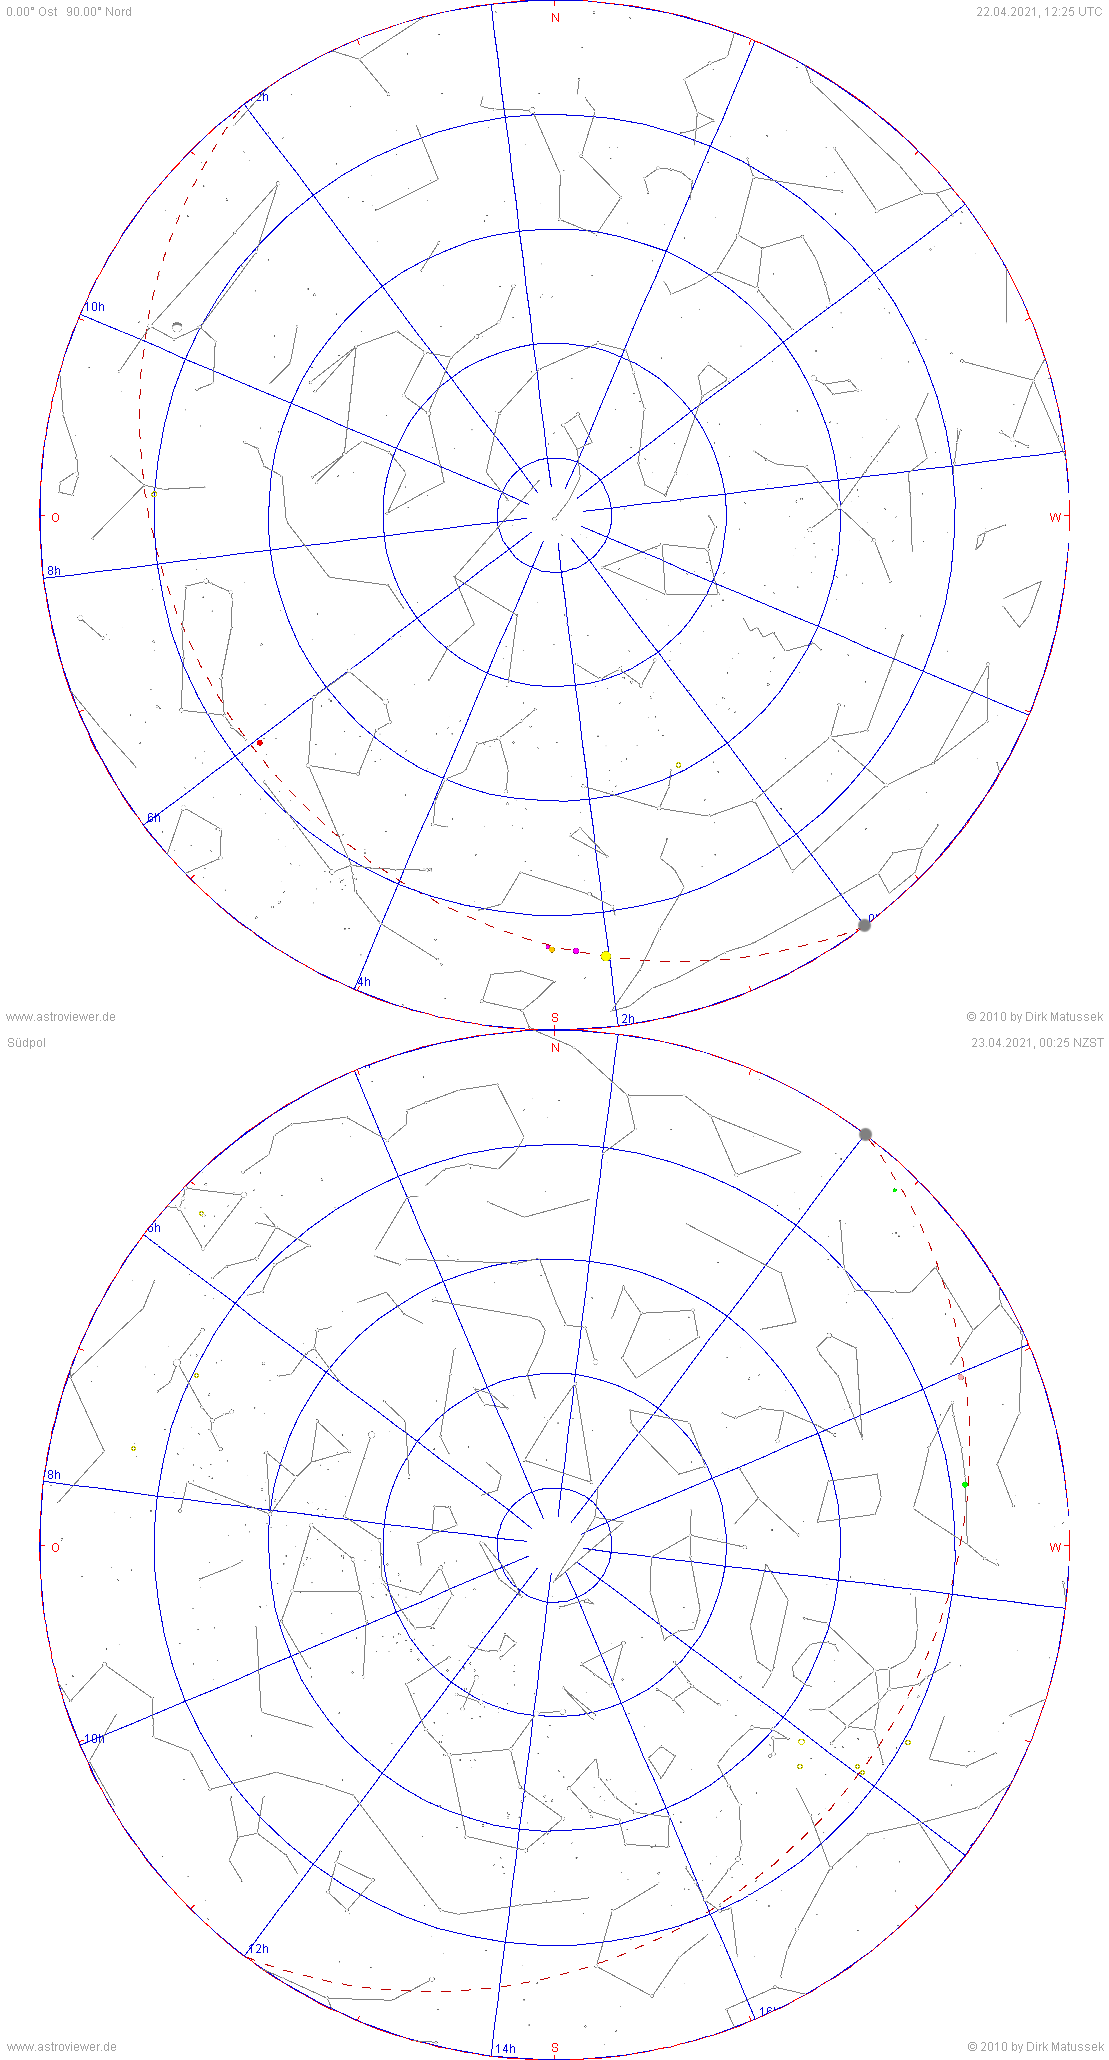 0.00° Ost 90.00° Nord
22.04.2021, 12:25 UTC
N
10h
O
W
8h
6h
4h
S
2h
www.astroviewer.de
© 2010 by Dirk Matussek
Südpol
23.04.2021, 00:25 NZST
N
8h
O
W
10h
12h
14h
S
www.astroviewer.de
© 2010 by Dirk Matussek